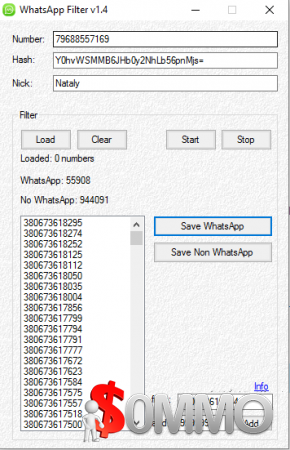 WhatsApp Filter v1.4
Number: 79688557169
Hash: Y0hvWSMMB6JHb0y2NhLb56pnMjs=
Nick: Nataly
Filter
Load Clear Start Stop
Loaded: 0 numbers
WhatsApp: 55908
No WhatsApp: 944091
Save WhatsApp
Save Non WhatsApp
380673618295
380673618274
380673618252
380673618125
380673618112
380673618050
380673618035
380673618004
380673617856
380673617799
380673617794
380673617791
380673617777
380673617672
380673617623
380673617584
380673617575
380673617557
380673617518
380673617500
Info
Add
$OMMO